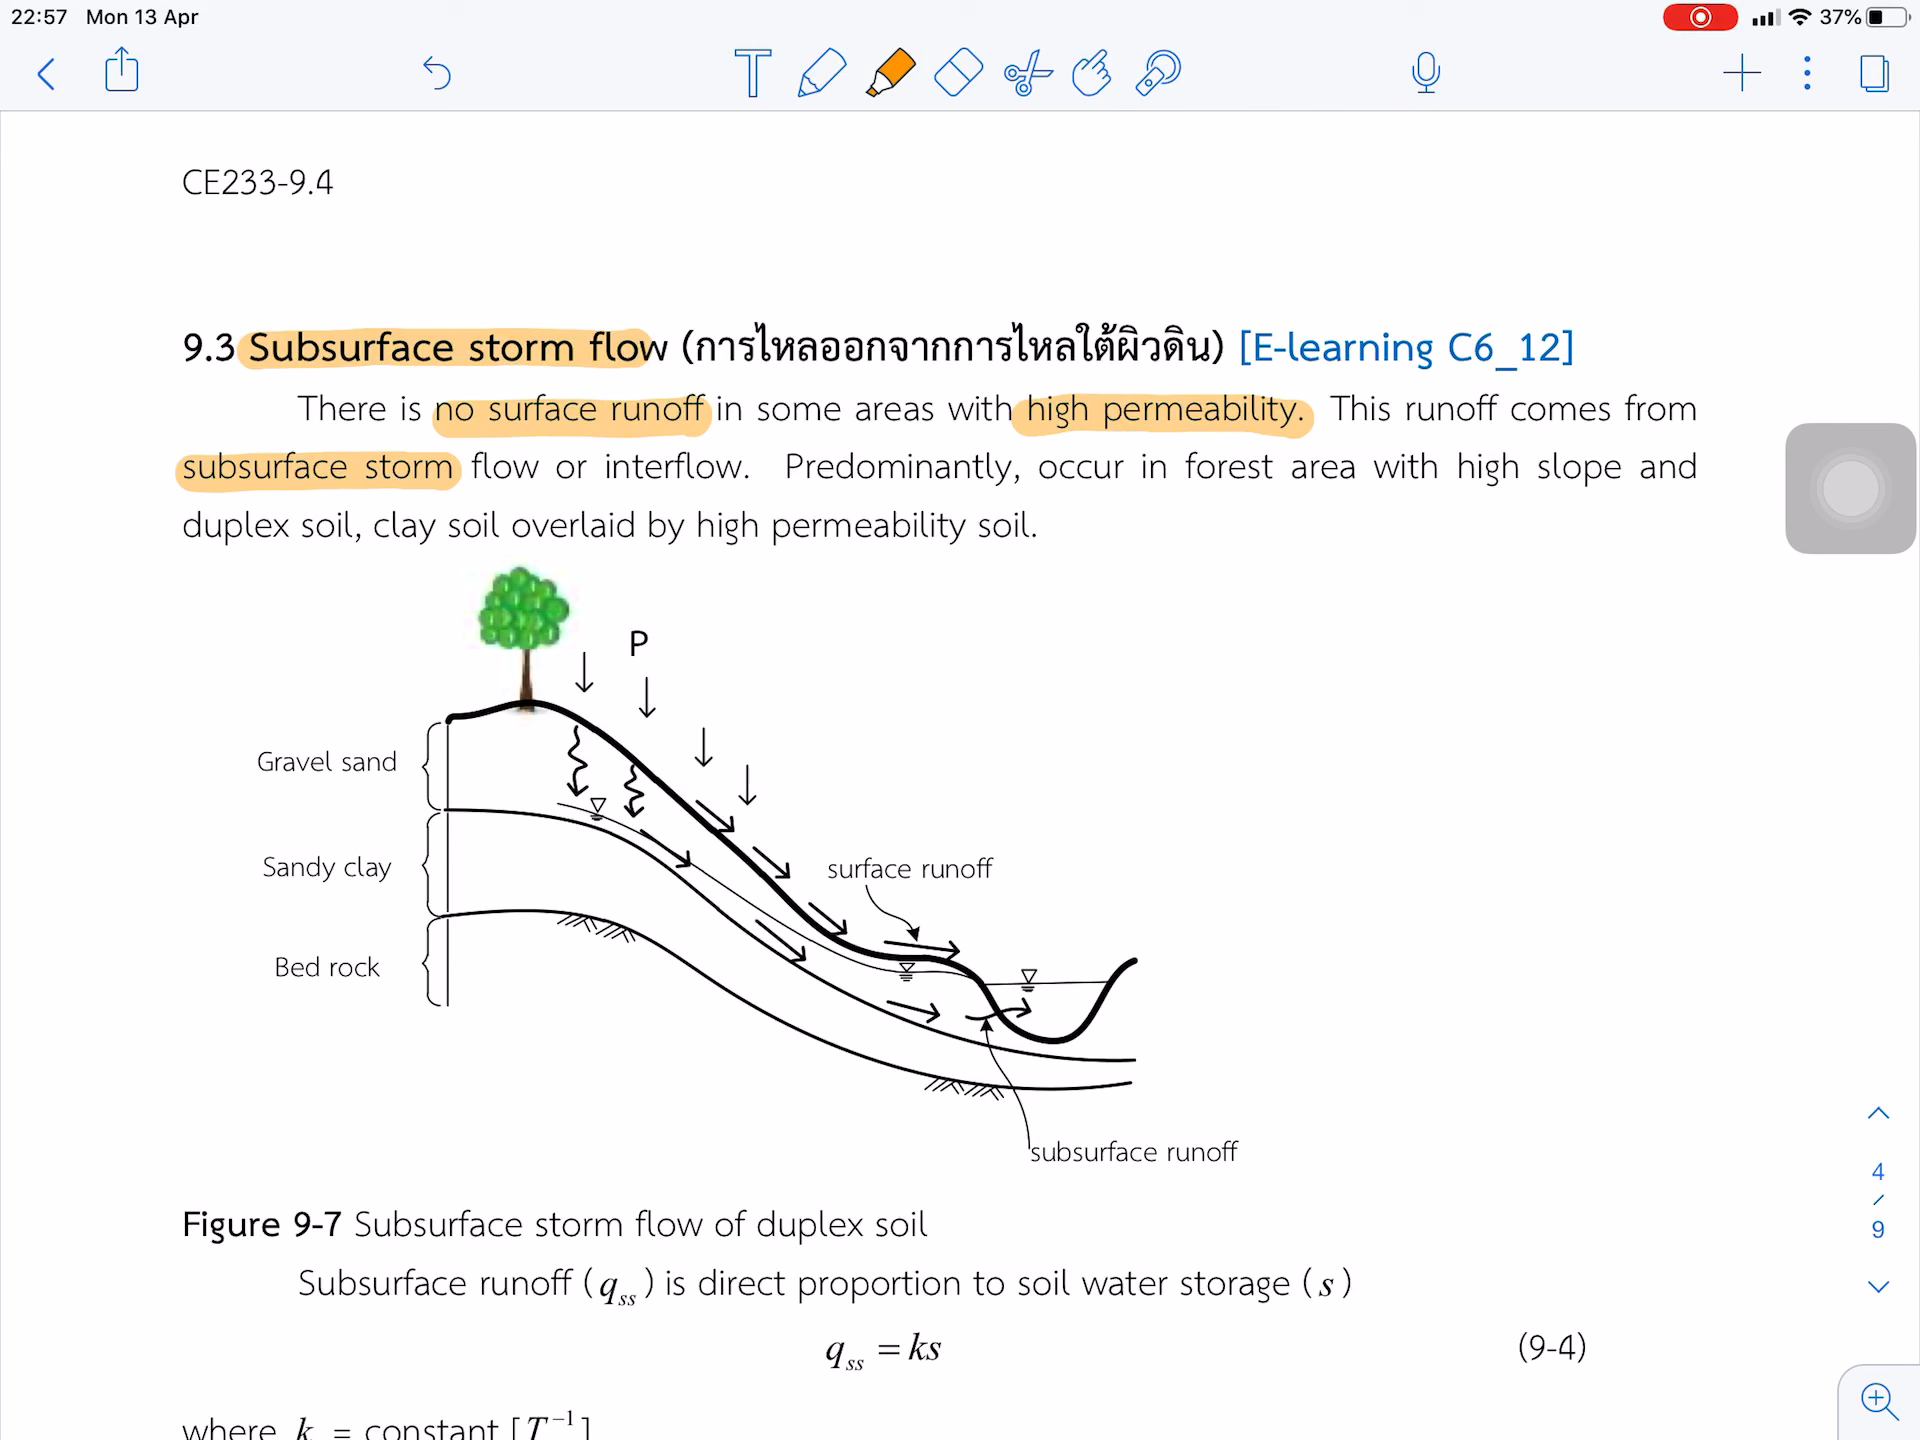 22:57 Mon 13 Apr
37%
CE233-9.4
9.3 Subsurface storm flow (การไหลออกจากการไหลใต้ผิวดิน) [E-learning C6_12]
There is no surface runoff in some areas with high permeability. This runoff comes from
subsurface storm flow or interflow. Predominantly, occur in forest area with high slope and
duplex soil, clay soil overlaid by high permeability soil.
P
Gravel sand
Sandy clay
surface runoff
Bed rock
subsurface runoff
4
/
9
Figure 9-7 Subsurface storm flow of duplex soil
Subsurface runoff (q_ss) is direct proportion to soil water storage (s)
q_ss = ks (9-4)
where k = constant [T⁻¹]